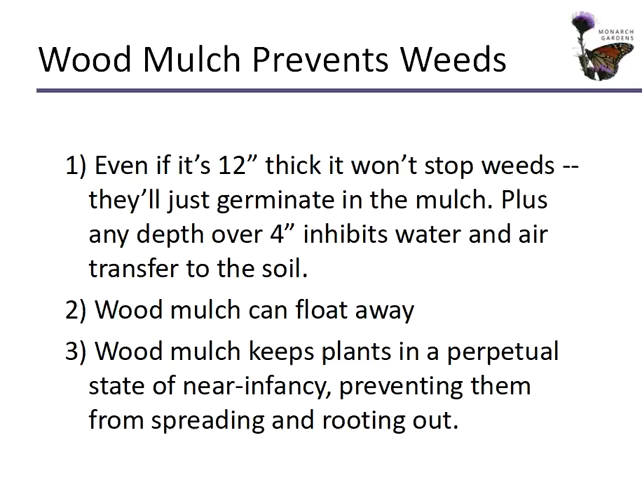 Wood Mulch Prevents Weeds
MONARCH
GARDENS
1) Even if it’s 12” thick it won’t stop weeds --
they’ll just germinate in the mulch. Plus
any depth over 4” inhibits water and air
transfer to the soil.
2) Wood mulch can float away
3) Wood mulch keeps plants in a perpetual
state of near-infancy, preventing them
from spreading and rooting out.